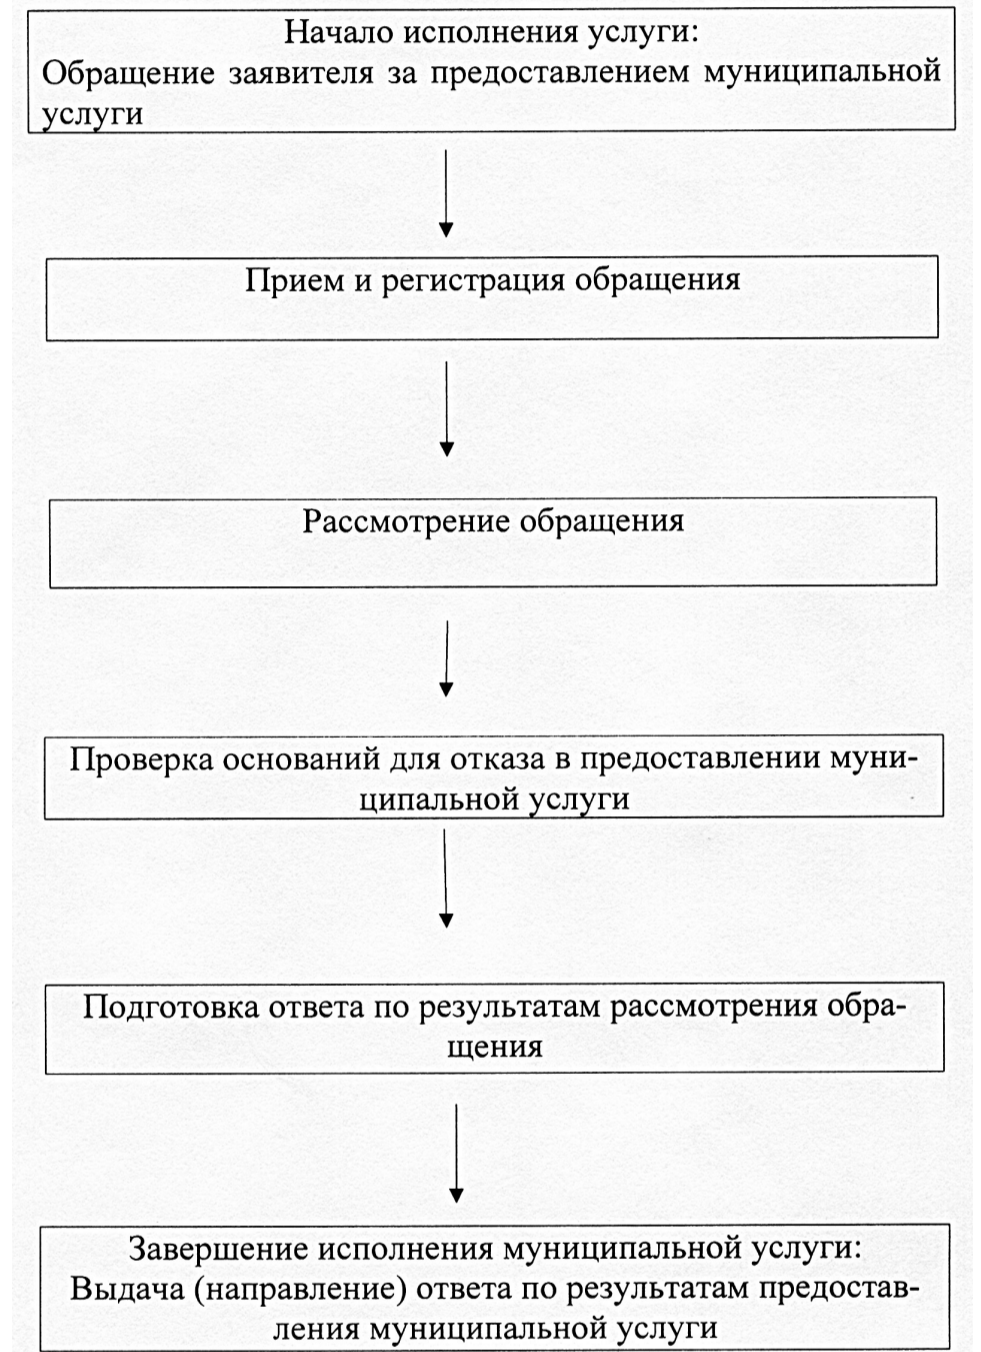 Начало исполнения услуги:
Обращение заявителя за предоставлением муниципальной
услуги
Прием и регистрация обращения
Рассмотрение обращения
Проверка оснований для отказа в предоставлении муни-
ципальной услуги
Подготовка ответа по результатам рассмотрения обра-
щения
Завершение исполнения муниципальной услуги:
Выдача (направление) ответа по результатам предостав-
ления муниципальной услуги